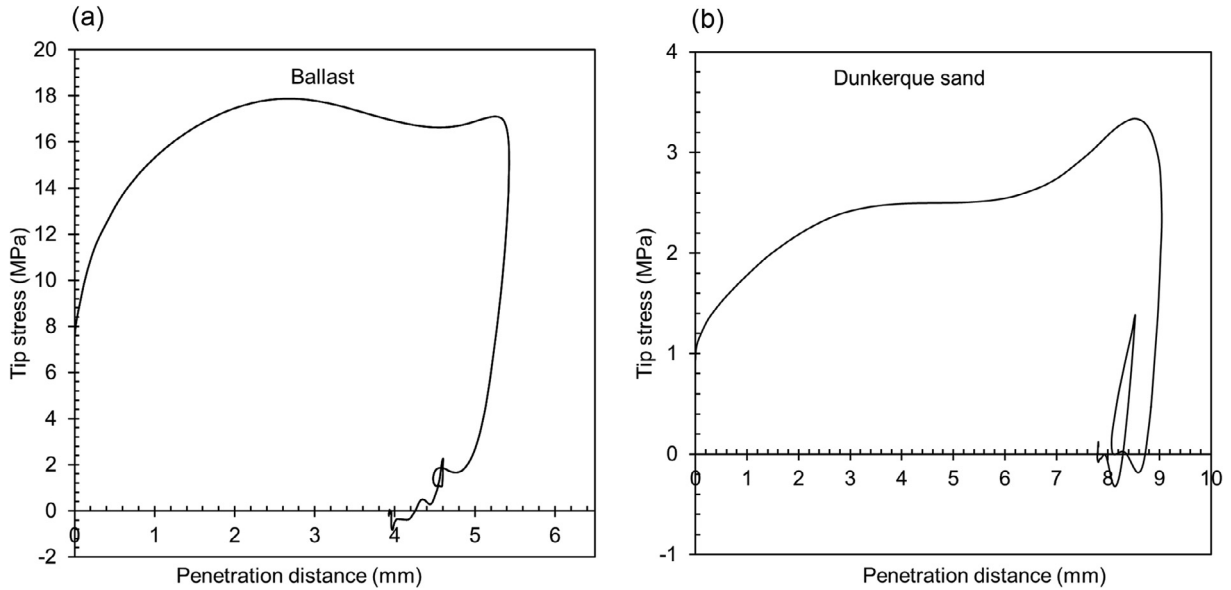 (a)
Ballast
Tip stress (MPa)
20
18
16
14
12
10
8
6
4
2
0
-2
0 1 2 3 4 5 6
Penetration distance (mm)
(b)
Dunkerque sand
Tip stress (MPa)
4
3
2
1
0
-1
0 1 2 3 4 5 6 7 8 9 10
Penetration distance (mm)